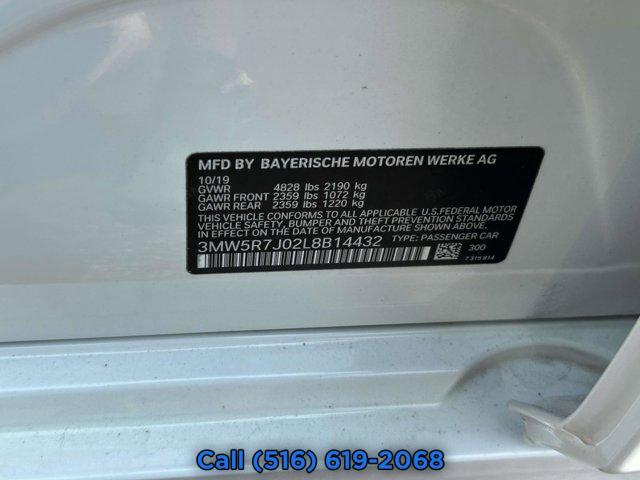 MFD BY BAYERISCHE MOTOREN WERKE AG
10/19
GVWR 4828 lbs 2190 kg
GAWR FRONT 2359 lbs 1072 kg
GAWR REAR 2359 lbs 1220 kg
THIS VEHICLE CONFORMS TO ALL APPLICABLE U.S.FEDERAL MOTOR
VEHICLE SAFETY, BUMPER AND THEFT PREVENTION STANDARDS
IN EFFECT ON THE DATE OF MANUFACTURE SHOWN ABOVE.
3MW5R7J02L8B14432 TYPE: PASSENGER CAR
300
7 315 814
Call (516) 619-2068